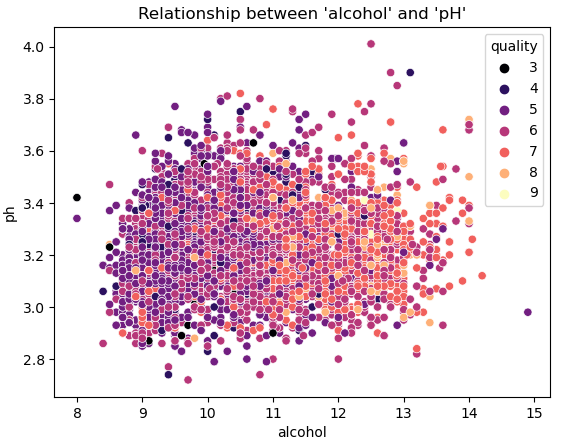 Relationship between 'alcohol' and 'pH'
quality
3
4
5
6
7
8
9
4.0
3.8
3.6
3.4
3.2
3.0
2.8
ph
8 9 10 11 12 13 14 15
alcohol